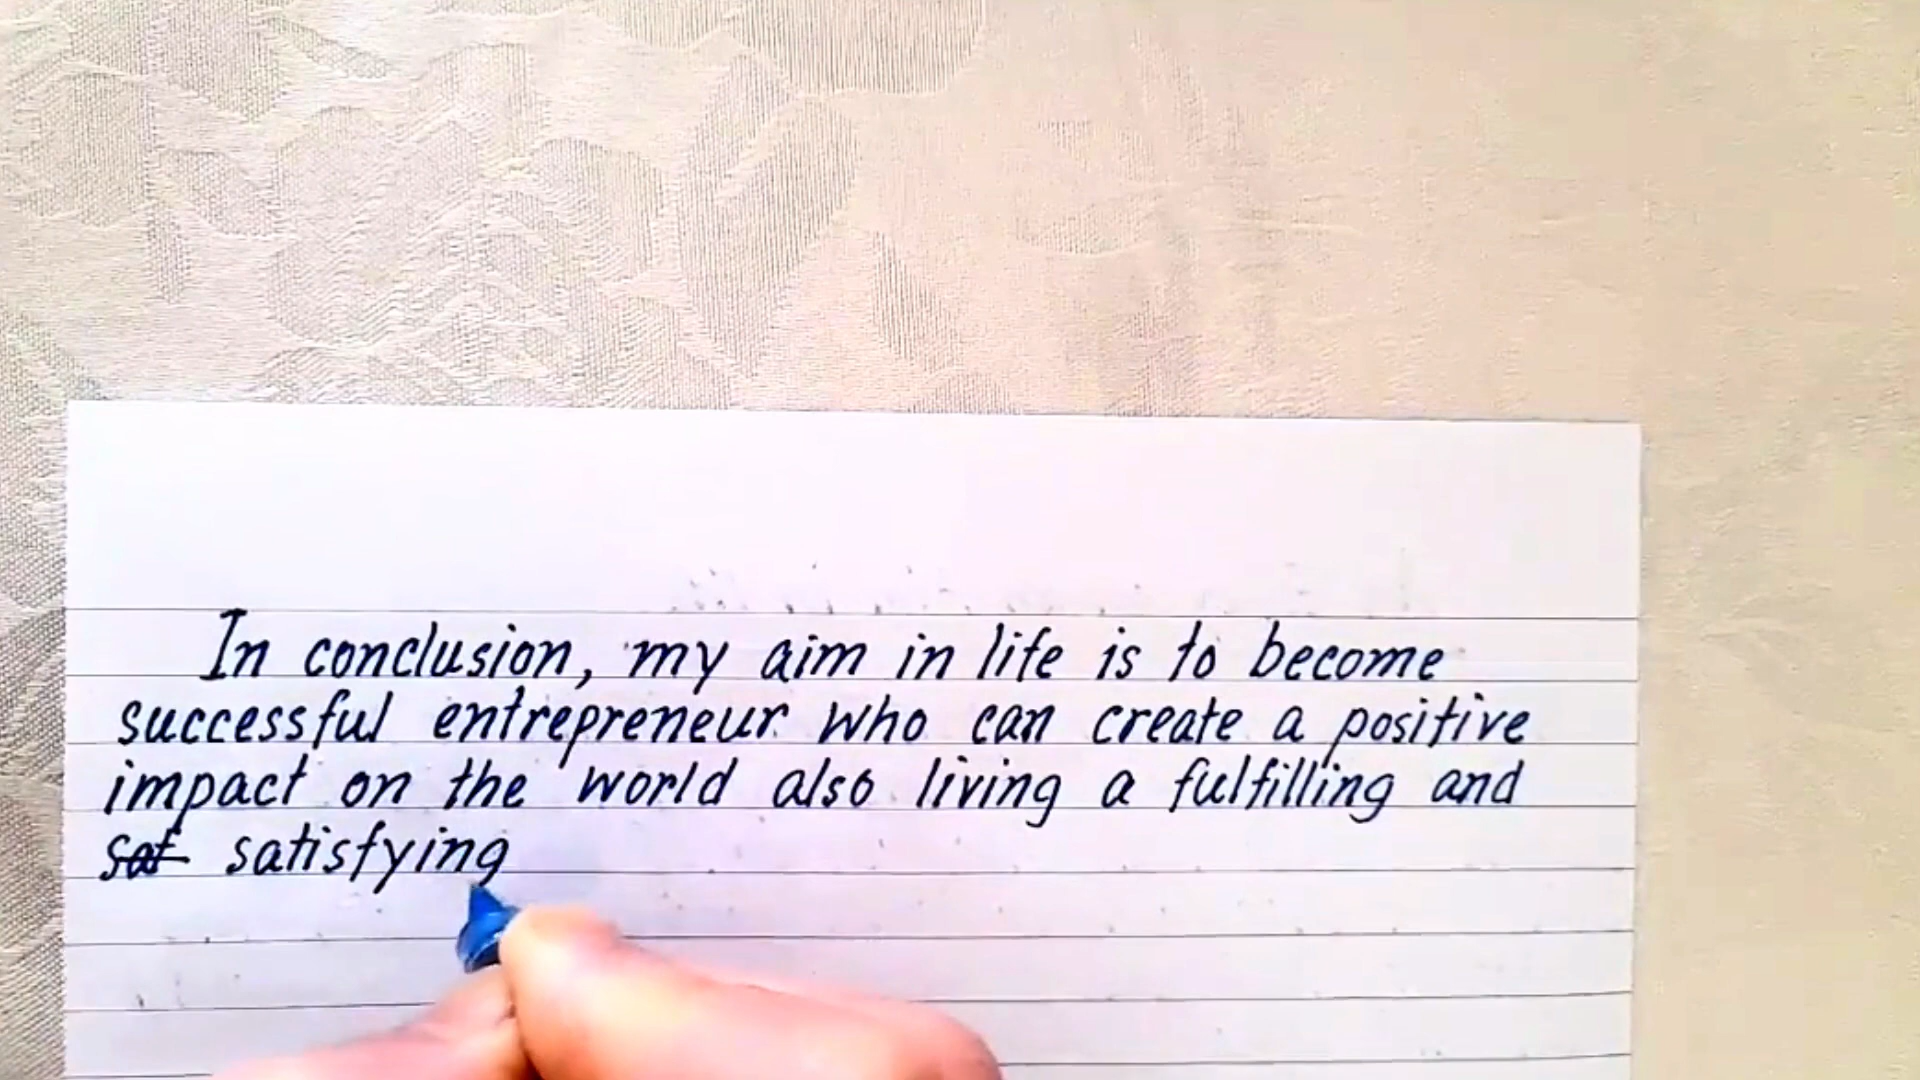 In conclusion, my aim in life is to become
successful entrepreneur who can create a positive
impact on the world also living a fulfilling and
sat satisfying